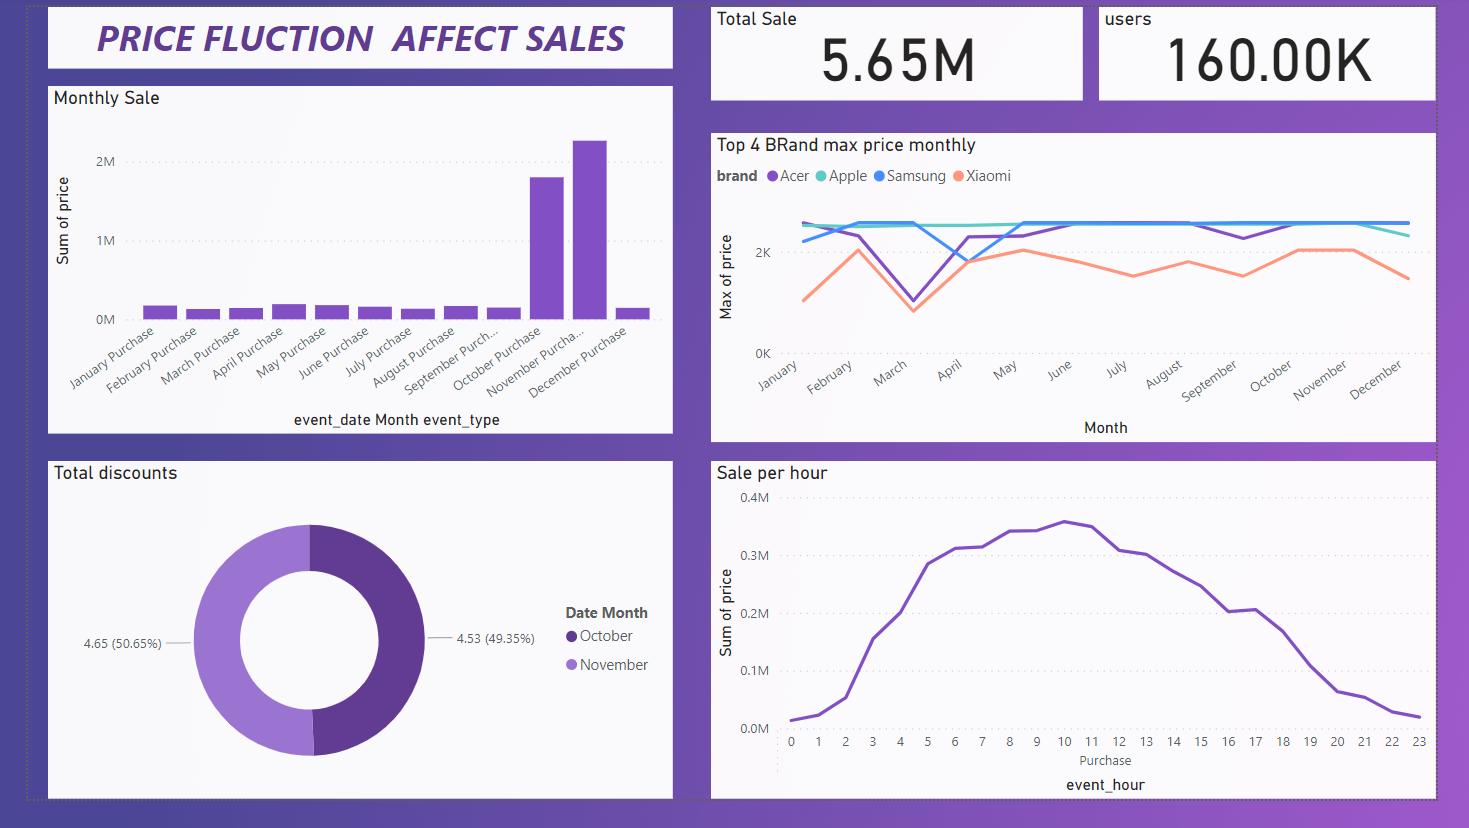 PRICE FLUCTION  AFFECT SALES
Total Sale
5.65M
users
160.00K
Monthly Sale
Sum of price
2M
1M
0M
January Purchase
February Purchase
March Purchase
April Purchase
May Purchase
June Purchase
July Purchase
August Purchase
September Purch...
October Purchase
November Purcha...
December Purchase
event_date Month event_type
Top 4 BRand max price monthly
brand Acer Apple Samsung Xiaomi
Max of price
2K
0K
January
February
March
April
May
June
July
August
September
October
November
December
Month
Total discounts
4.65 (50.65%)
4.53 (49.35%)
Date Month
October
November
Sale per hour
Sum of price
0.4M
0.3M
0.2M
0.1M
0.0M
0 1 2 3 4 5 6 7 8 9 10 11 12 13 14 15 16 17 18 19 20 21 22 23
Purchase
event_hour